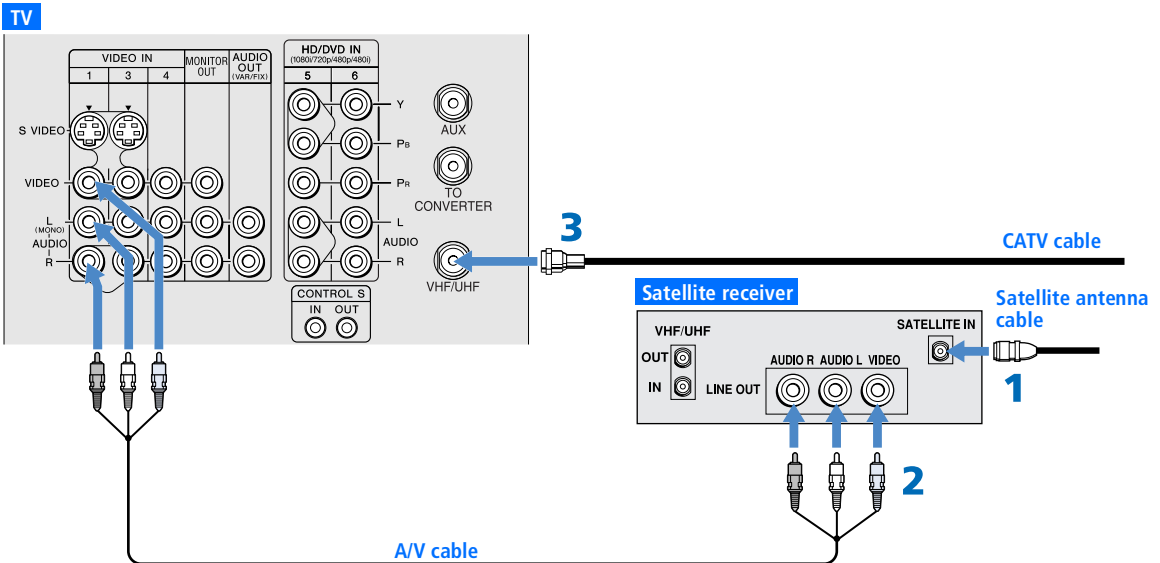 TV
VIDEO IN
1 3 4
MONITOR OUT
AUDIO OUT
(VAR/FIX)
HD/DVD IN
(1080i/720p/480p/480i)
5 6
S VIDEO
VIDEO
L
(MONO)
AUDIO
R
Y
PB
PR
L
AUDIO
R
AUX
TO
CONVERTER
VHF/UHF
CONTROL S
IN OUT
3
CATV cable
Satellite receiver
Satellite antenna
cable
VHF/UHF
OUT
IN
SATELLITE IN
AUDIO R AUDIO L VIDEO
LINE OUT
1
2
A/V cable